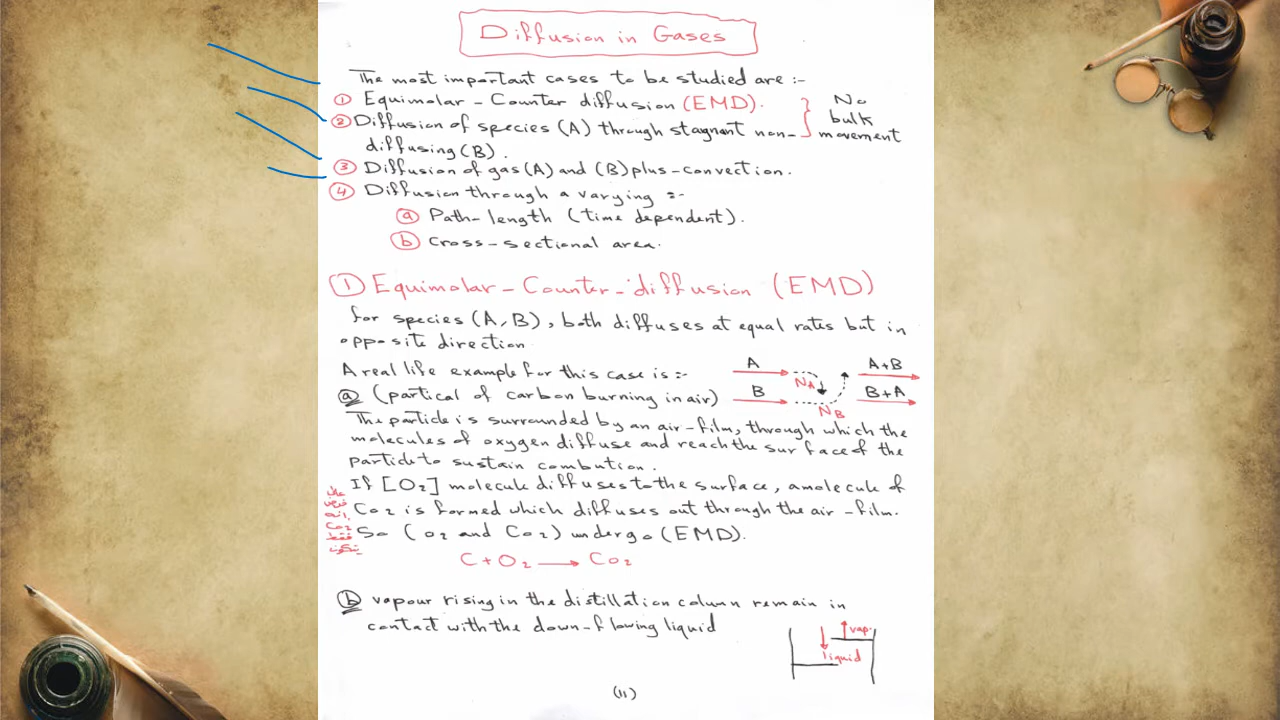 Diffusion in Gases
The most important cases to be studied are :-
① Equimolar - Counter diffusion (EMD).
② Diffusion of species (A) through stagnant non-
diffusing (B).
No
bulk
movement
③ Diffusion of gas (A) and (B) plus - convection.
④ Diffusion through a varying :-
ⓐ Path - length (time dependent).
ⓑ Cross - sectional area.
① Equimolar - Counter - diffusion (EMD)
for species (A, B), both diffuses at equal rates but in
opposite direction
A real life example for this case is :-
ⓐ (partical of carbon burning in air)
A
B
NA
NB
A+B
B+A
The particle is surrounded by an air - film, through which the
molecules of oxygen diffuse and reach the surface of the
particle to sustain combution.
If [O2] molecule diffuses to the surface, a molecule of
Co2 is formed which diffuses out through the air - film.
So (O2 and Co2) undergo (EMD).
على
فرض
انه
CO2
فقط
يتكون
C + O2 → Co2
ⓑ vapour rising in the distillation column remain in
contact with the down - flowing liquid
vap.
liquid
(11)